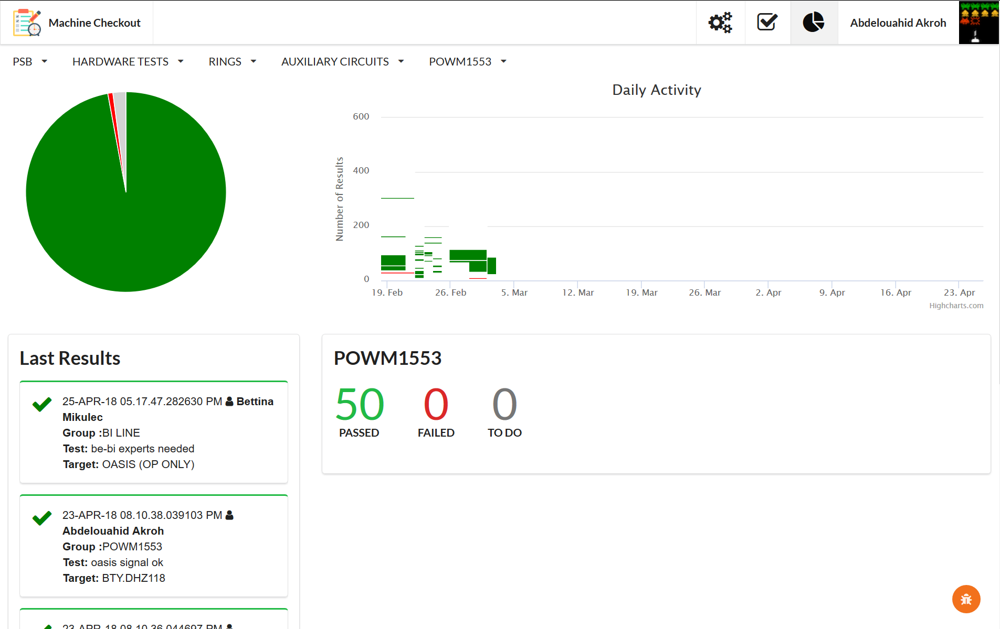 Machine Checkout
Abdelouahid Akroh
PSB HARDWARE TESTS RINGS AUXILIARY CIRCUITS POWM1553
Daily Activity
Number of Results
600
400
200
0
19. Feb 26. Feb 5. Mar 12. Mar 19. Mar 26. Mar 2. Apr 9. Apr 16. Apr 23. Apr
Highcharts.com
Last Results
25-APR-18 05.17.47.282630 PM Bettina
Mikulec
Group :BI LINE
Test: be-bi experts needed
Target: OASIS (OP ONLY)
23-APR-18 08.10.38.039103 PM
Abdelouahid Akroh
Group :POWM1553
Test: oasis signal ok
Target: BTY.DHZ118
23-APR-18 08.10.36.044697 PM
POWM1553
50 0 0
PASSED FAILED TO DO